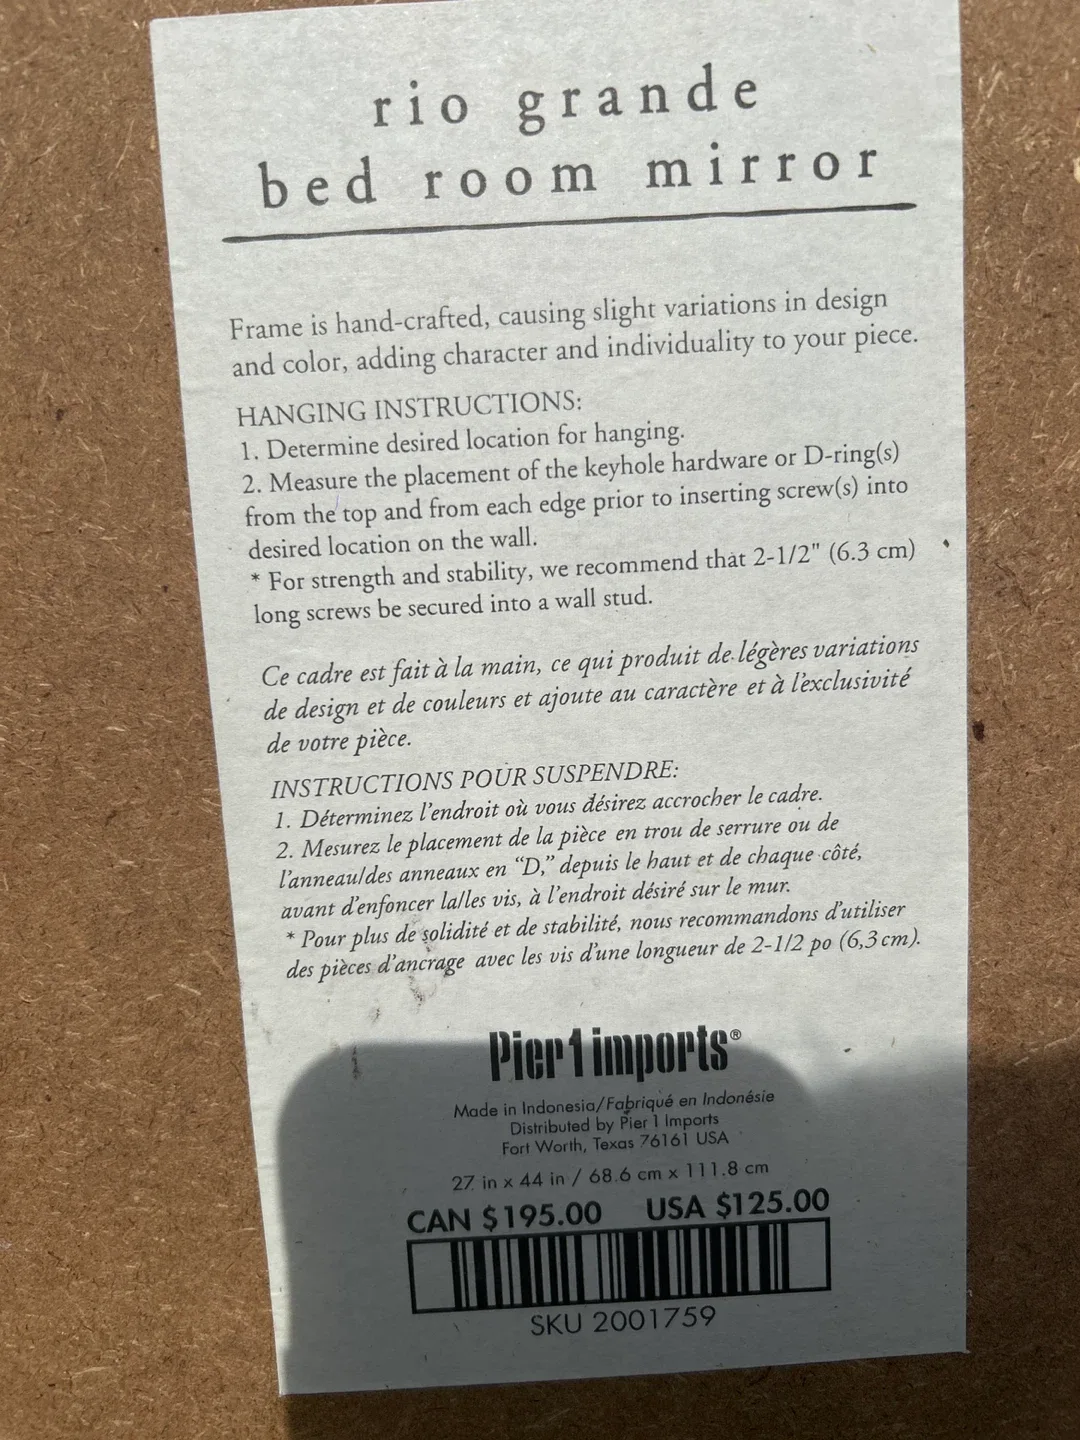 rio grande
bed room mirror
Frame is hand-crafted, causing slight variations in design
and color, adding character and individuality to your piece.
HANGING INSTRUCTIONS:
1. Determine desired location for hanging.
2. Measure the placement of the keyhole hardware or D-ring(s)
from the top and from each edge prior to inserting screw(s) into
desired location on the wall.
* For strength and stability, we recommend that 2-1/2" (6.3 cm)
long screws be secured into a wall stud.
Ce cadre est fait à la main, ce qui produit de légères variations
de design et de couleurs et ajoute au caractère et à l'exclusivité
de votre pièce.
INSTRUCTIONS POUR SUSPENDRE:
1. Déterminez l'endroit où vous désirez accrocher le cadre.
2. Mesurez le placement de la pièce en trou de serrure ou de
l'anneau/des anneaux en “D,” depuis le haut et de chaque côté,
avant d'enfoncer la/les vis, à l'endroit désiré sur le mur.
* Pour plus de solidité et de stabilité, nous recommandons d'utiliser
des pièces d'ancrage avec les vis d'une longueur de 2-1/2 po (6,3 cm).
Pier 1 imports®
Made in Indonesia/Fabriqué en Indonésie
Distributed by Pier 1 Imports
Fort Worth, Texas 76161 USA
27 in x 44 in / 68.6 cm x 111.8 cm
CAN $195.00 USA $125.00
SKU 2001759